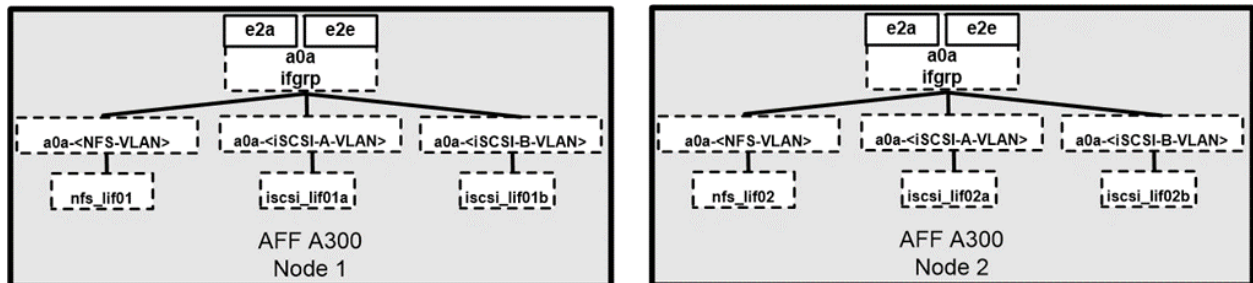 e2a e2e
a0a
ifgrp
a0a-<NFS-VLAN> a0a-<iSCSI-A-VLAN> a0a-<iSCSI-B-VLAN>
nfs_lif01 iscsi_lif01a iscsi_lif01b
AFF A300
Node 1
e2a e2e
a0a
ifgrp
a0a-<NFS-VLAN> a0a-<iSCSI-A-VLAN> a0a-<iSCSI-B-VLAN>
nfs_lif02 iscsi_lif02a iscsi_lif02b
AFF A300
Node 2